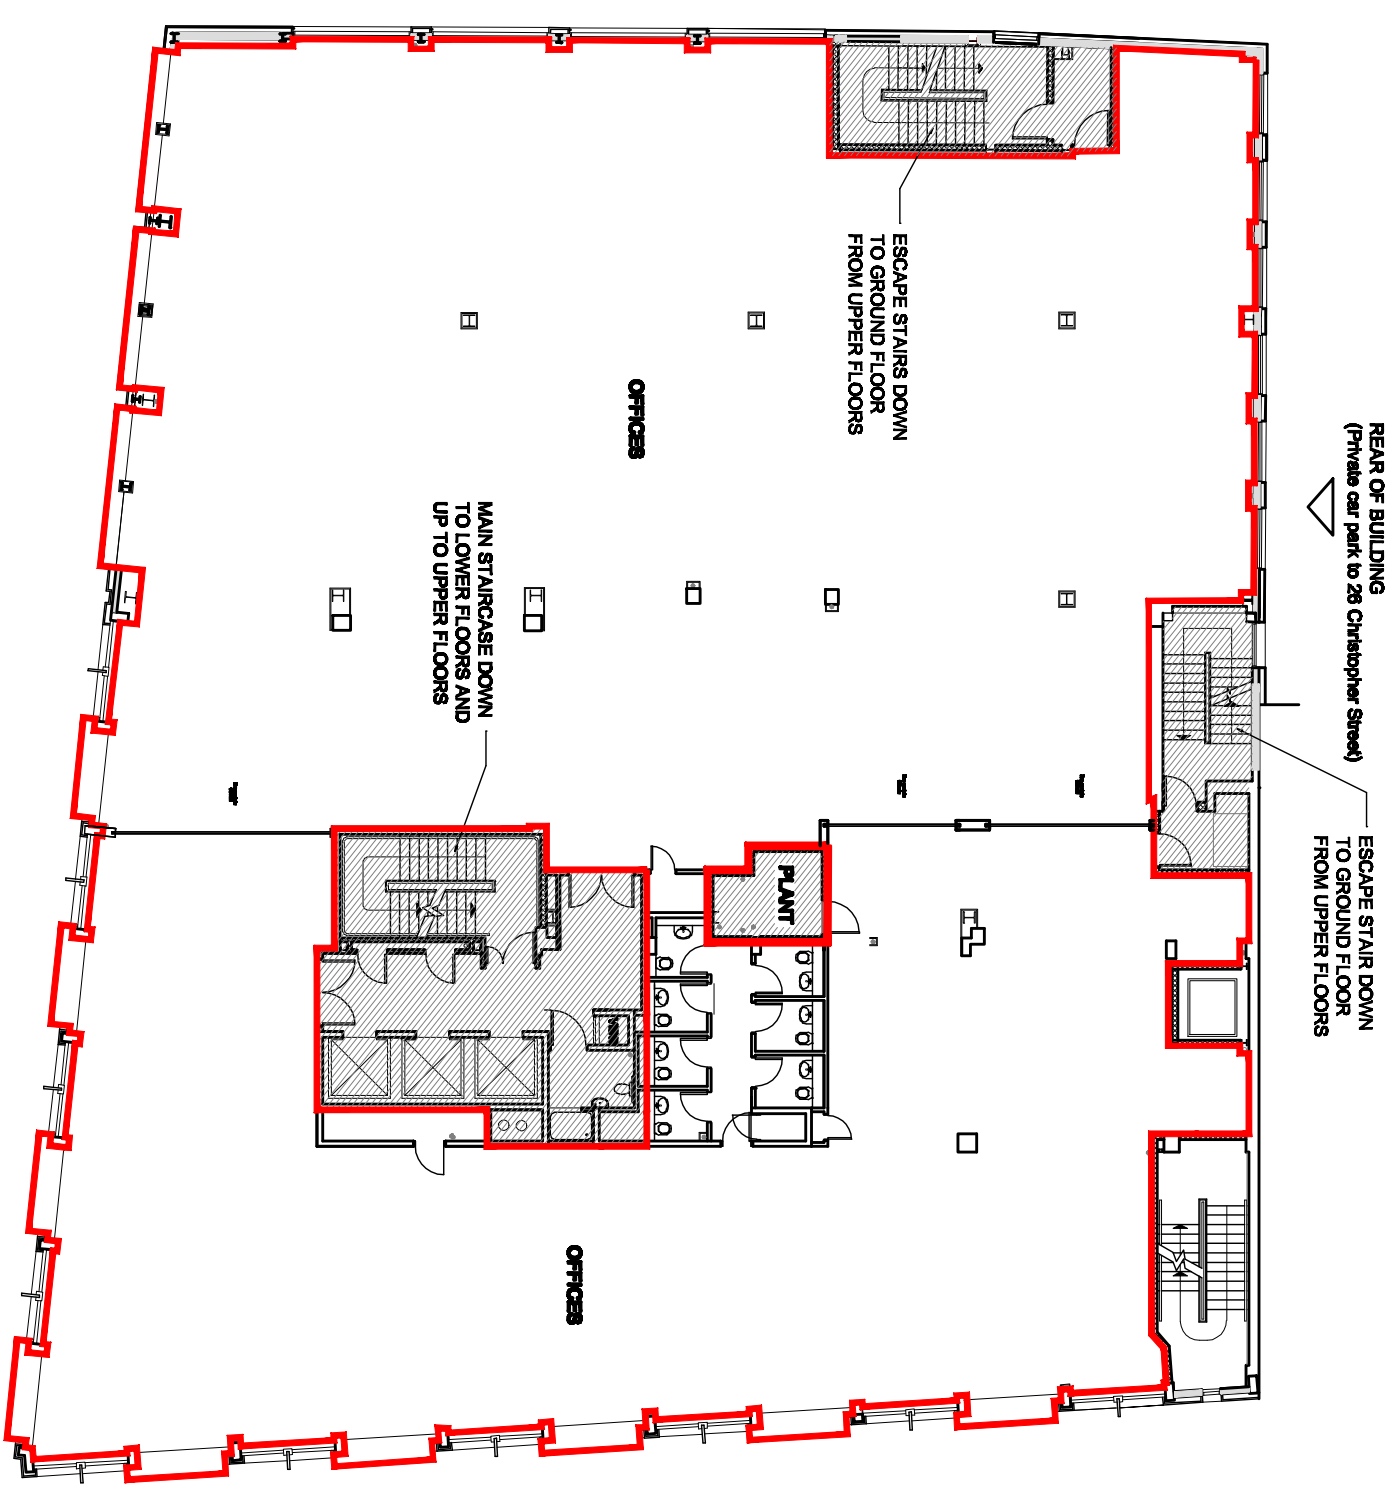 REAR OF BUILDING
(Private car park to 26 Christopher Street)
ESCAPE STAIRS DOWN
TO GROUND FLOOR
FROM UPPER FLOORS
OFFICES
MAIN STAIRCASE DOWN
TO LOWER FLOORS AND
UP TO UPPER FLOORS
ESCAPE STAIR DOWN
TO GROUND FLOOR
FROM UPPER FLOORS
PLANT
OFFICES